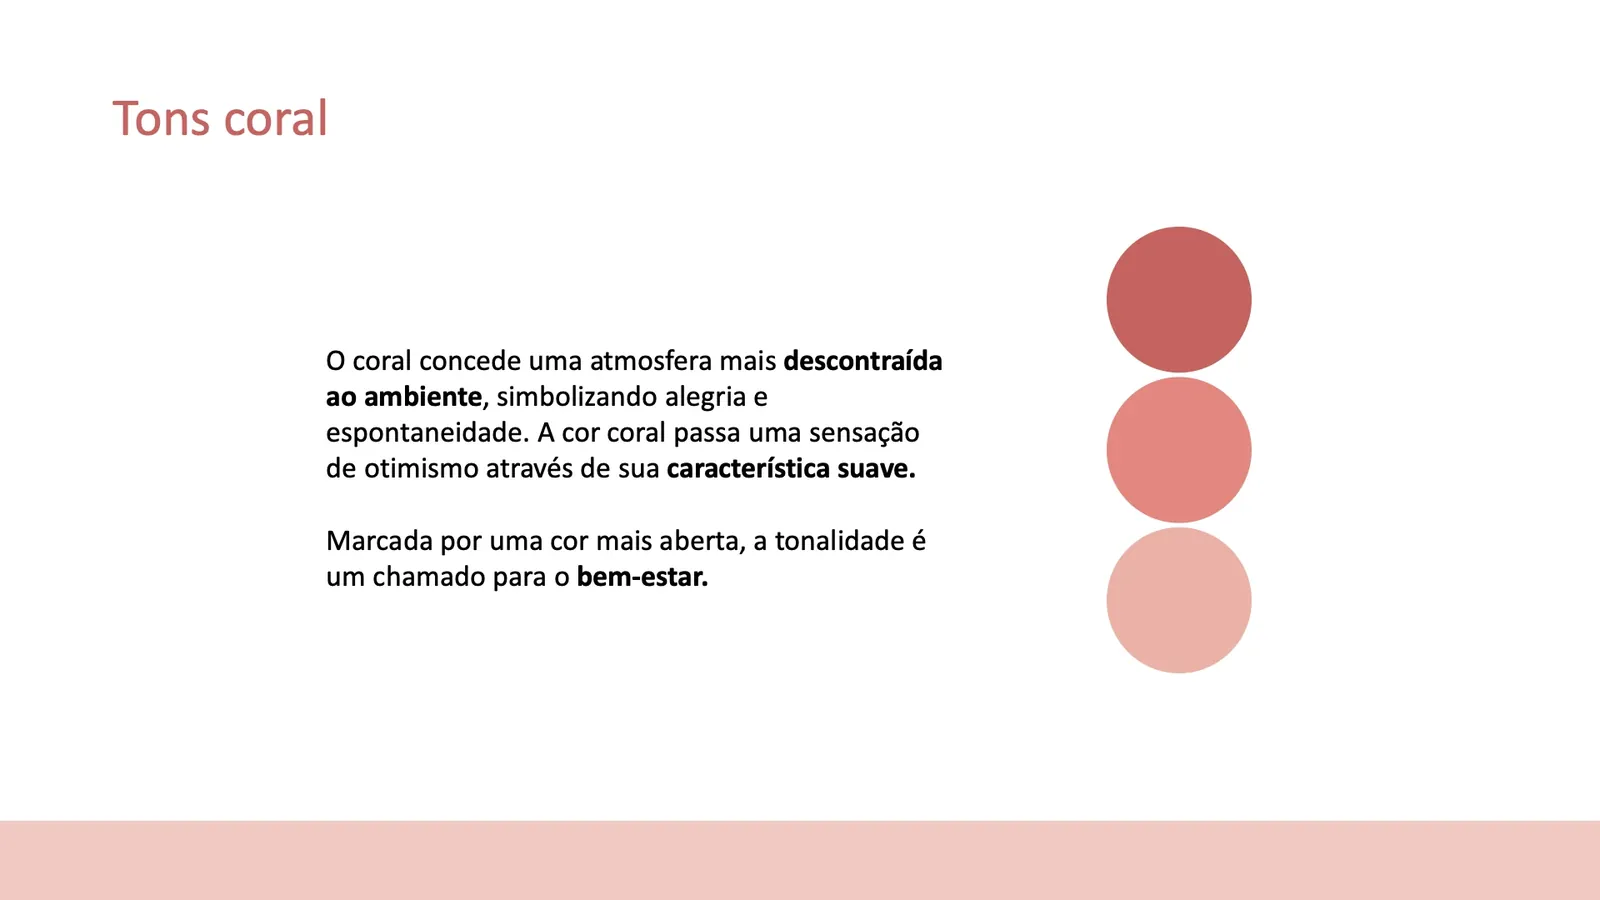 Tons coral
O coral concede uma atmosfera mais descontraída
ao ambiente, simbolizando alegria e
espontaneidade. A cor coral passa uma sensação
de otimismo através de sua característica suave.
Marcada por uma cor mais aberta, a tonalidade é
um chamado para o bem-estar.